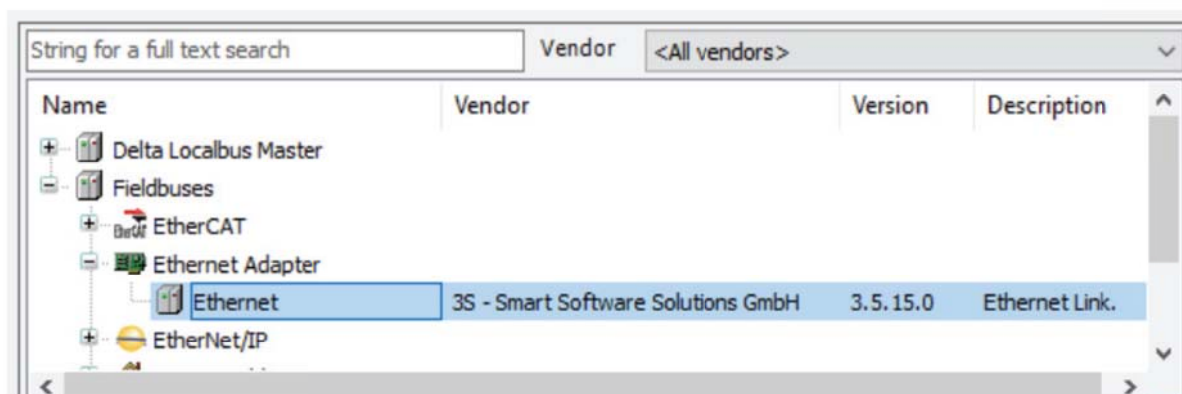 String for a full text search Vendor <All vendors>
Name Vendor Version Description
Delta Localbus Master
Fieldbuses
EtherCAT
Ethernet Adapter
Ethernet 3S - Smart Software Solutions GmbH 3.5.15.0 Ethernet Link.
EtherNet/IP